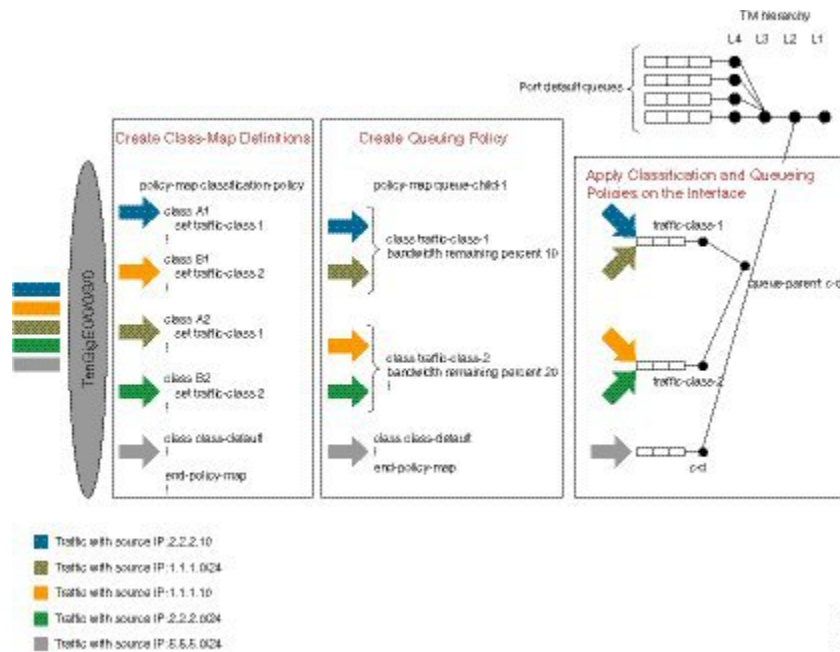 TM hierarchy
L4 L3 L2 L1
Port default queues
Create Class-Map Definitions
policy-map classification-policy
class A1
set traffic-class-1
!
class B1
set traffic-class-2
!
class A2
set traffic-class-1
!
class B2
set traffic-class-2
!
class class-default
!
end-policy-map
!
Create Queuing Policy
policy-map queue-child-1
class traffic-class-1
bandwidth remaining percent 10
class traffic-class-2
bandwidth remaining percent 20
!
class class-default
!
end-policy-map
Apply Classification and Queueing
Policies on the Interface
traffic-class-1
queue-parent c-d
traffic-class-2
c-d
Traffic with source IP:2.2.2.10
Traffic with source IP:1.1.1.0/24
Traffic with source IP:1.1.1.10
Traffic with source IP:2.2.2.0/24
Traffic with source IP:5.5.5.0/24